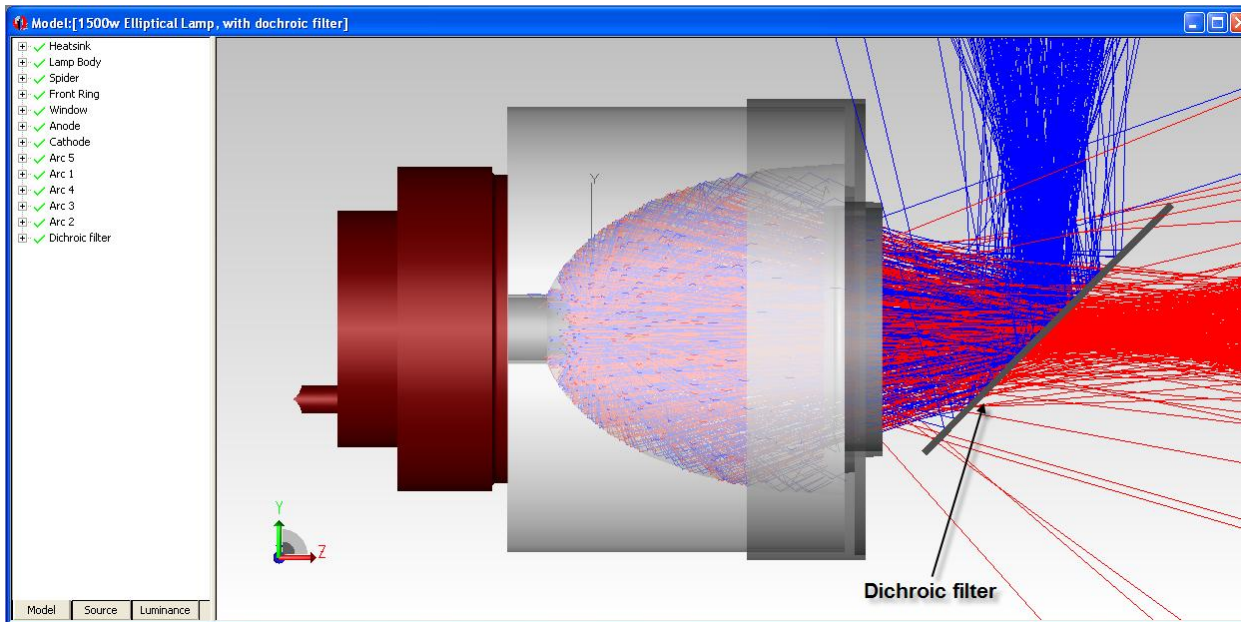 Model:[1500w Elliptical Lamp, with dochroic filter]
Heatsink
Lamp Body
Spider
Front Ring
Window
Anode
Cathode
Arc 5
Arc 1
Arc 4
Arc 3
Arc 2
Dichroic filter
Y
Y
Z
Dichroic filter
Model Source Luminance